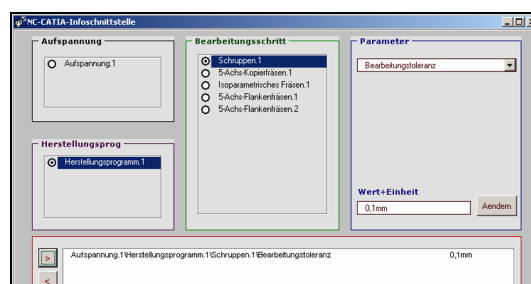 NC-CATIA-Infoschnittstelle
Aufspannung
Aufspannung.1
Herstellungsprog
Herstellungsprogramm.1
Bearbeitungsschritt
Schruppen.1
5-Achs-Kopierfräsen.1
Isoparametrisches Fräsen.1
5-Achs-Flankenfräsen.1
5-Achs-Flankenfräsen.2
Parameter
Bearbeitungstoleranz
Wert+Einheit
0,1mm
Aendern
>
Aufspannung.1\Herstellungsprogramm.1\Schruppen.1\Bearbeitungstoleranz 0,1mm
<